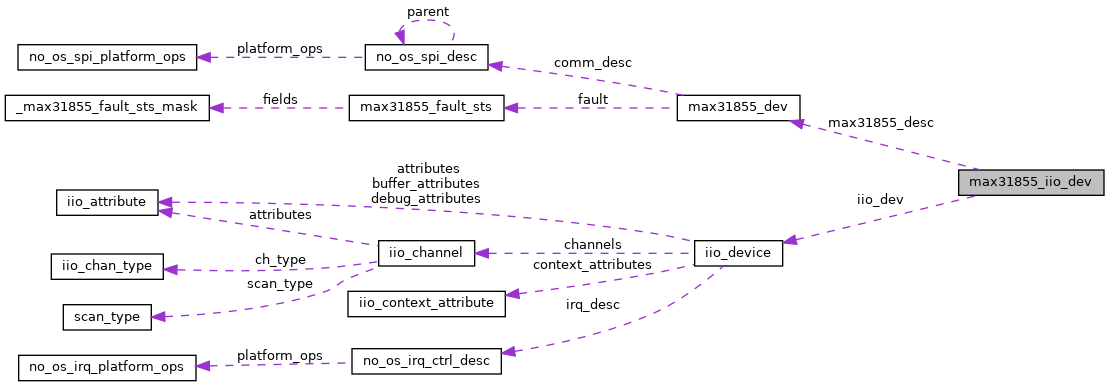 parent
no_os_spi_platform_ops
platform_ops
no_os_spi_desc
comm_desc
_max31855_fault_sts_mask
fields
max31855_fault_sts
fault
max31855_dev
max31855_desc
max31855_iio_dev
attributes
buffer_attributes
debug_attributes
iio_dev
iio_attribute
attributes
iio_channel
channels
iio_device
iio_chan_type
ch_type
context_attributes
scan_type
scan_type
iio_context_attribute
irq_desc
no_os_irq_platform_ops
platform_ops
no_os_irq_ctrl_desc